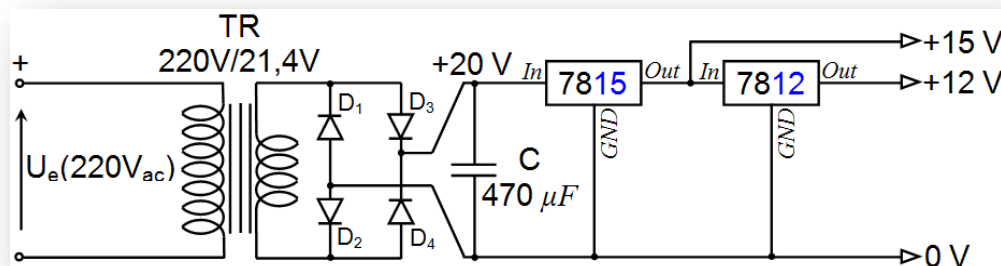 TR
220V/21,4V
+
Ue(220Vac)
D1
D3
D2
D4
+20 V
C
470 µF
In
7815
Out
GND
In
7812
Out
GND
+15 V
+12 V
0 V